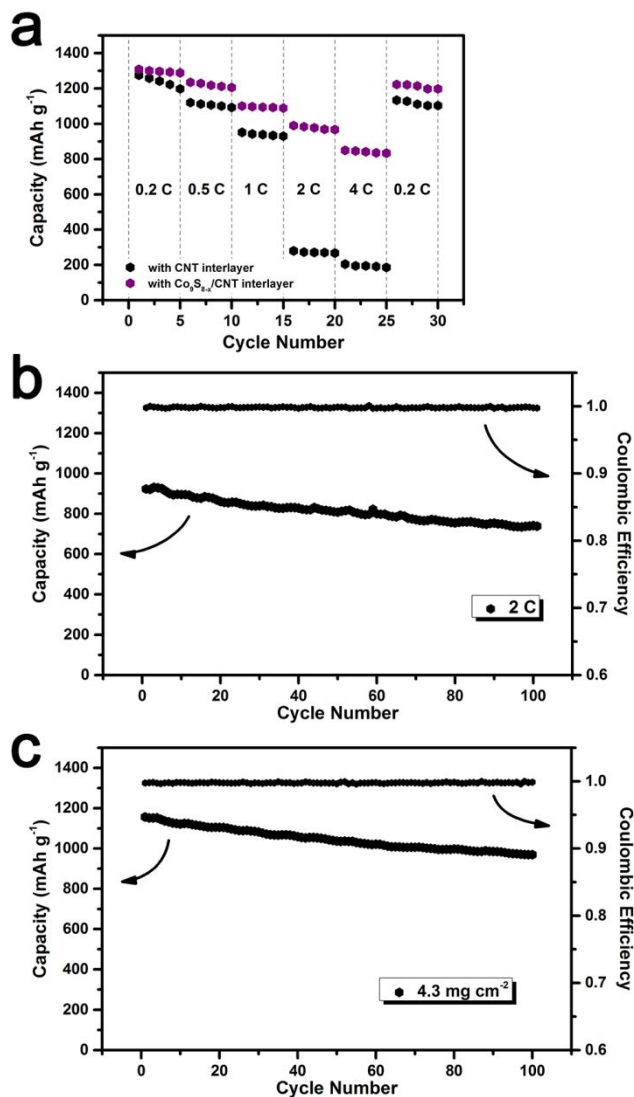 a
1400
1200
1000
800
600
400
200
0
Capacity (mAh g⁻¹)
0.2 C 0.5 C 1 C 2 C 4 C 0.2 C
with CNT interlayer
with Co₉S₈₋ₓ/CNT interlayer
0 5 10 15 20 25 30
Cycle Number
b
1400
1200
1000
800
600
400
200
0
Capacity (mAh g⁻¹)
1.0
0.9
0.8
0.7
0.6
Coulombic Efficiency
2 C
0 20 40 60 80 100
Cycle Number
c
1400
1200
1000
800
600
400
200
0
Capacity (mAh g⁻¹)
1.0
0.9
0.8
0.7
0.6
Coulombic Efficiency
4.3 mg cm⁻²
0 20 40 60 80 100
Cycle Number